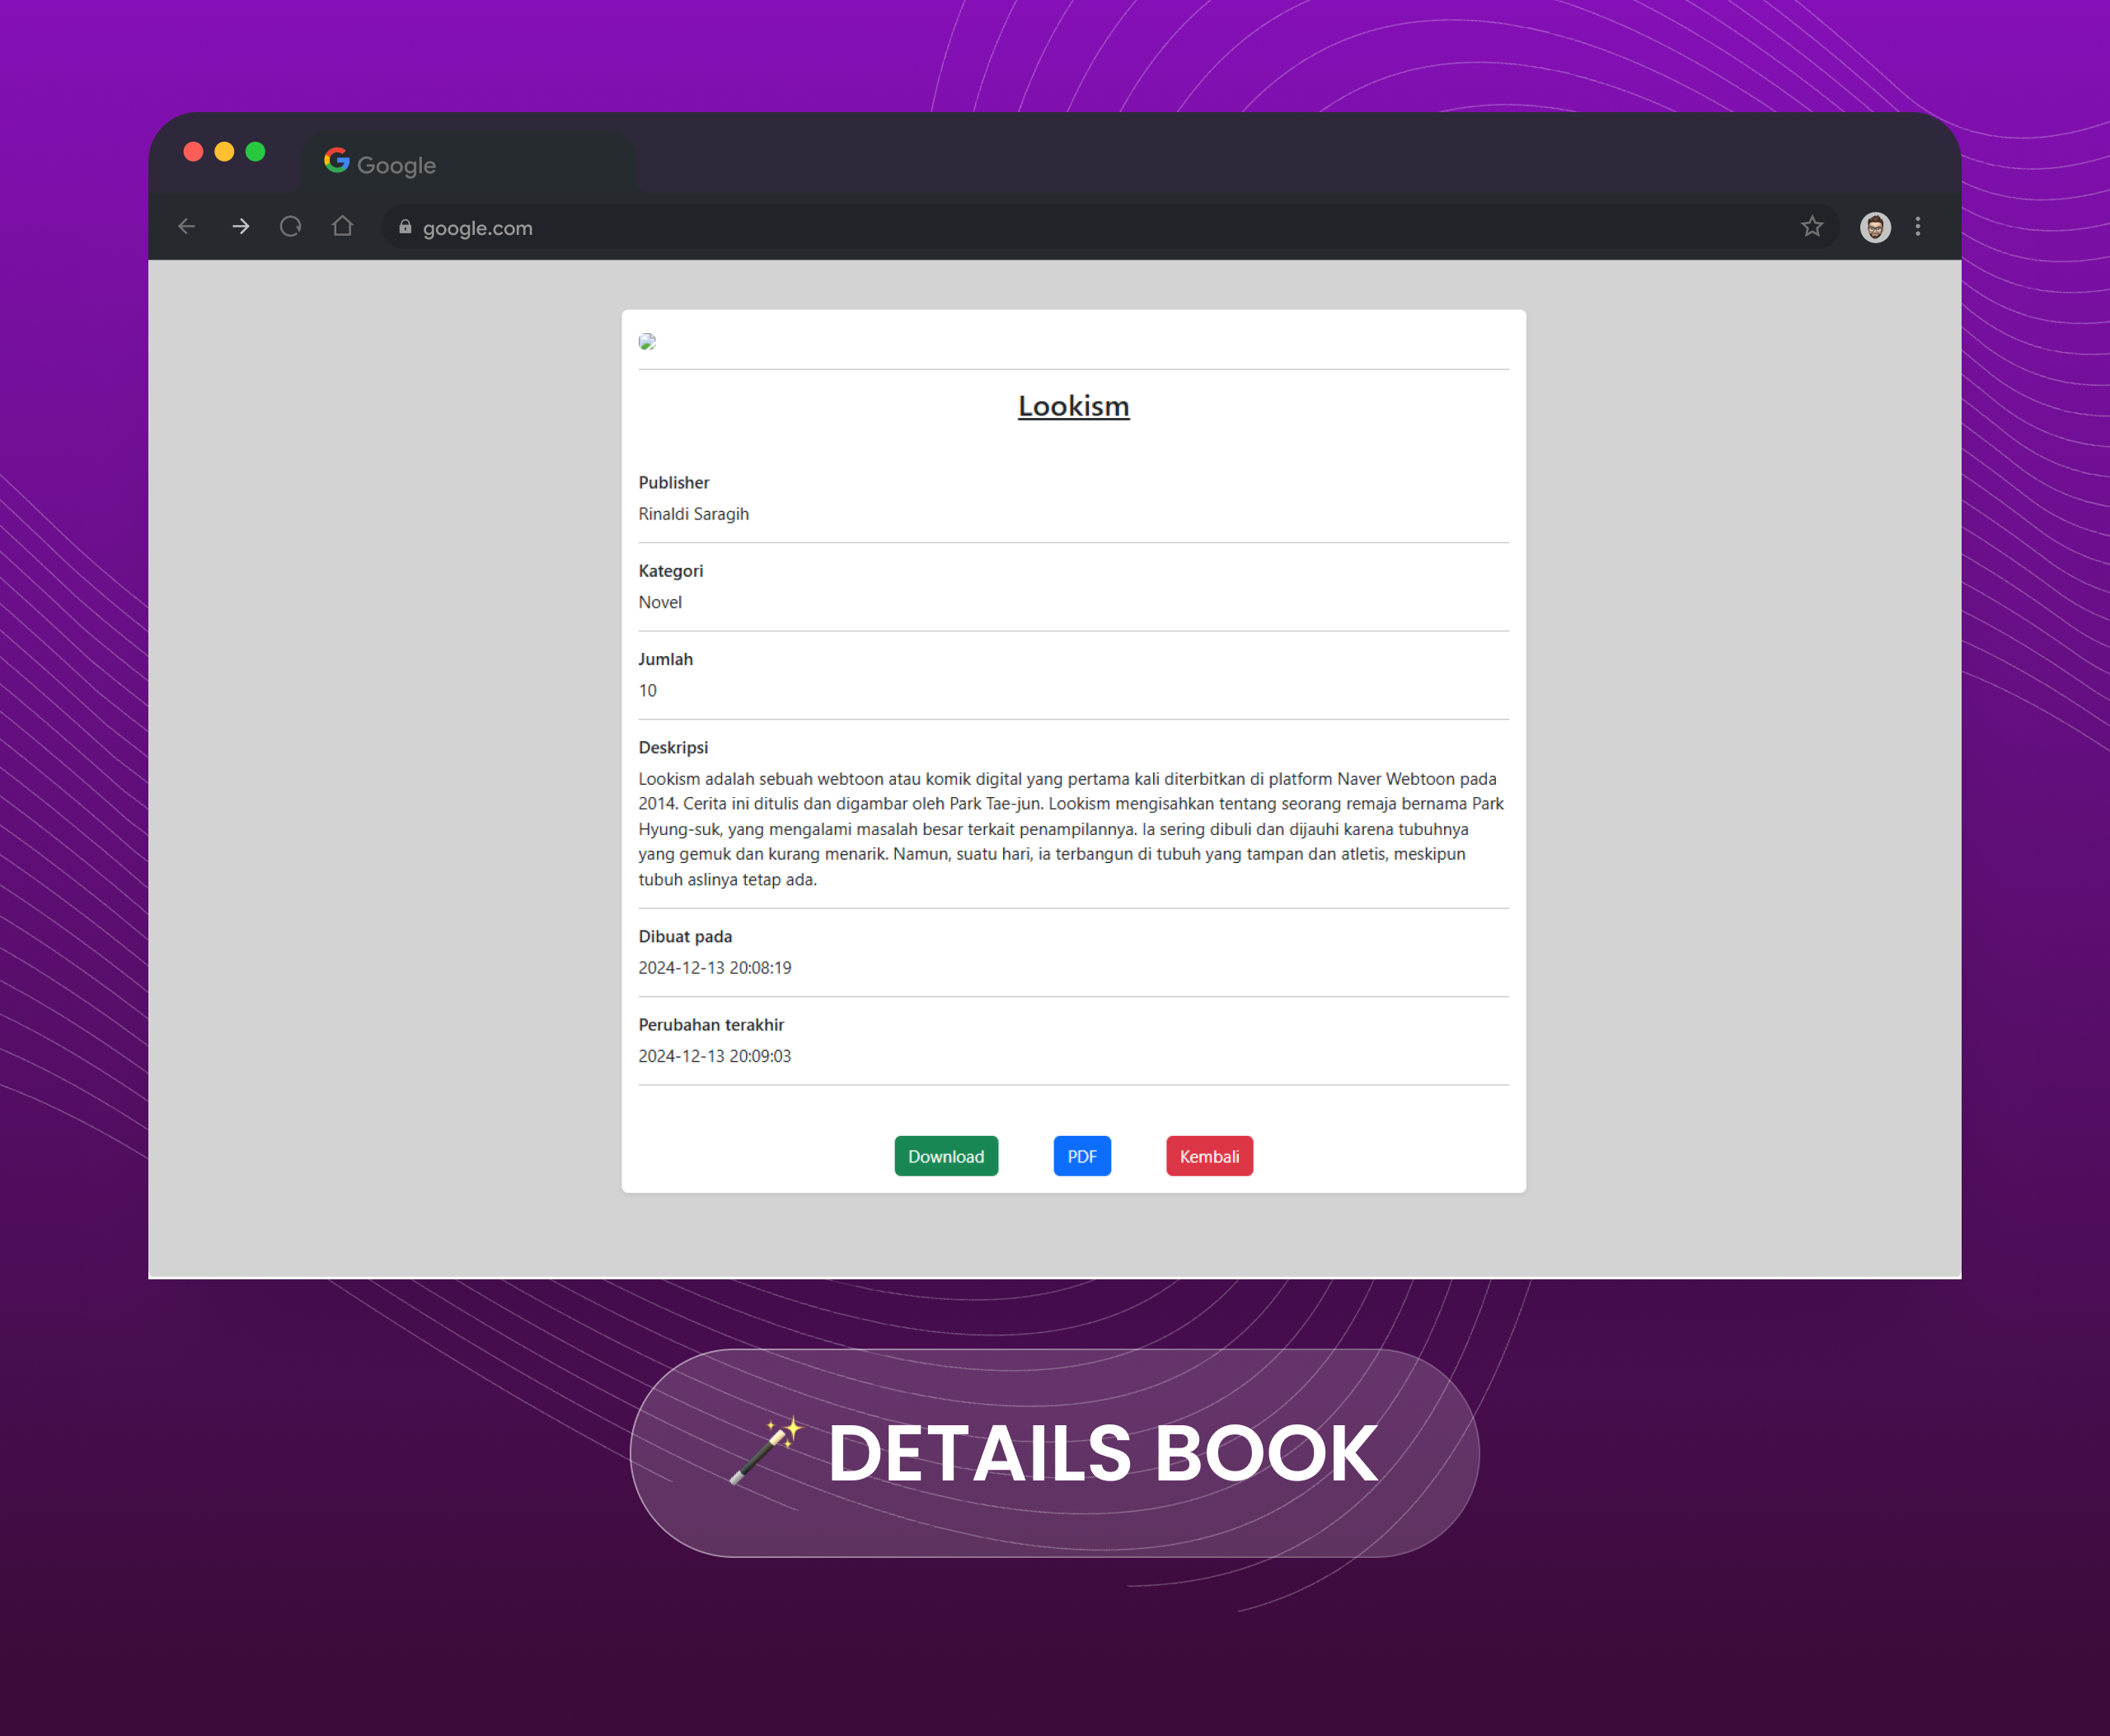 Google
google.com
Lookism
Publisher
Rinaldi Saragih
Kategori
Novel
Jumlah
10
Deskripsi
Lookism adalah sebuah webtoon atau komik digital yang pertama kali diterbitkan di platform Naver Webtoon pada
2014. Cerita ini ditulis dan digambar oleh Park Tae-jun. Lookism mengisahkan tentang seorang remaja bernama Park
Hyung-suk, yang mengalami masalah besar terkait penampilannya. Ia sering dibuli dan dijauhi karena tubuhnya
yang gemuk dan kurang menarik. Namun, suatu hari, ia terbangun di tubuh yang tampan dan atletis, meskipun
tubuh aslinya tetap ada.
Dibuat pada
2024-12-13 20:08:19
Perubahan terakhir
2024-12-13 20:09:03
Download PDF Kembali
DETAILS BOOK